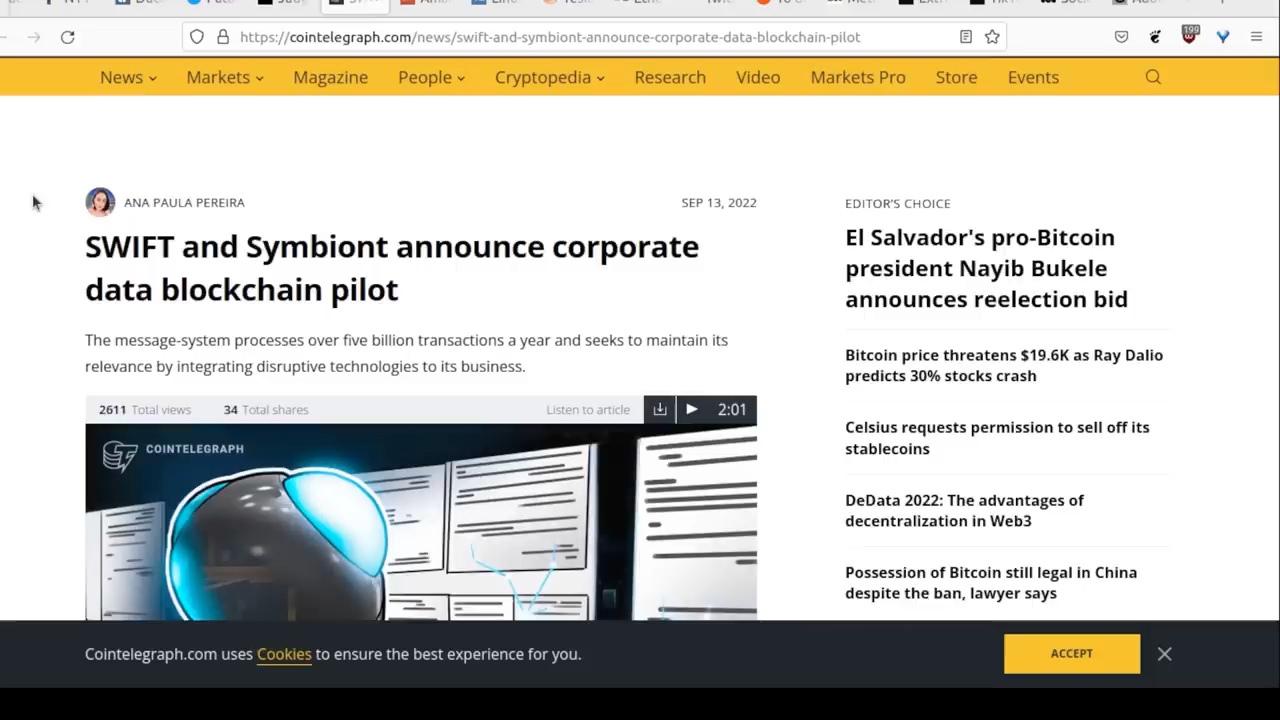 https://cointelegraph.com/news/swift-and-symbiont-announce-corporate-data-blockchain-pilot
199
News Markets Magazine People Cryptopedia Research Video Markets Pro Store Events
ANA PAULA PEREIRA SEP 13, 2022
SWIFT and Symbiont announce corporate
data blockchain pilot
The message-system processes over five billion transactions a year and seeks to maintain its
relevance by integrating disruptive technologies to its business.
2611 Total views 34 Total shares Listen to article 2:01
COINTELEGRAPH
EDITOR'S CHOICE
El Salvador's pro-Bitcoin
president Nayib Bukele
announces reelection bid
Bitcoin price threatens $19.6K as Ray Dalio
predicts 30% stocks crash
Celsius requests permission to sell off its
stablecoins
DeData 2022: The advantages of
decentralization in Web3
Possession of Bitcoin still legal in China
despite the ban, lawyer says
Cointelegraph.com uses Cookies to ensure the best experience for you.
ACCEPT